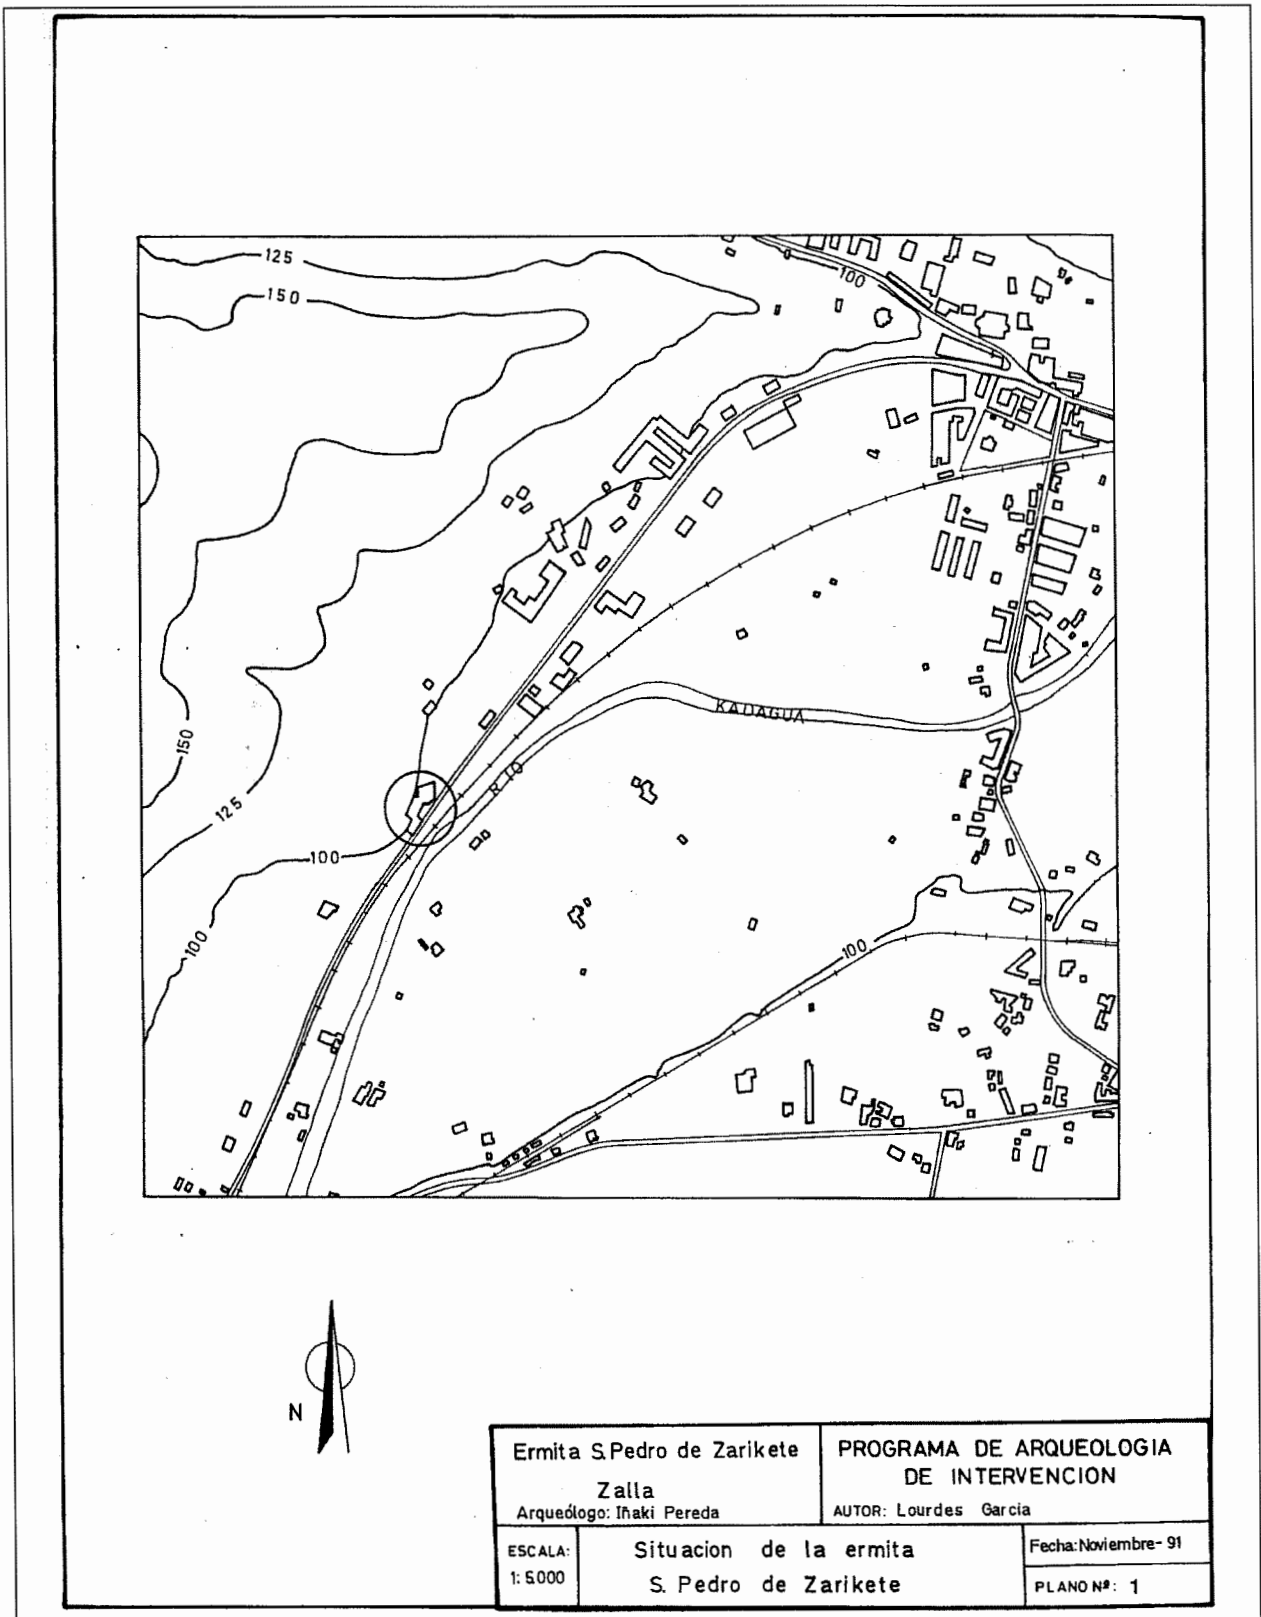 125
150
100
KADAGUA
RIO
150
125
100
100
100
N
Ermita S.Pedro de Zarikete
Zalla
Arqueólogo: Iñaki Pereda
PROGRAMA DE ARQUEOLOGIA
DE INTERVENCION
AUTOR: Lourdes Garcia
ESCALA:
1: 5.000
Situacion de la ermita
S. Pedro de Zarikete
Fecha: Noviembre- 91
PLANO Nº: 1